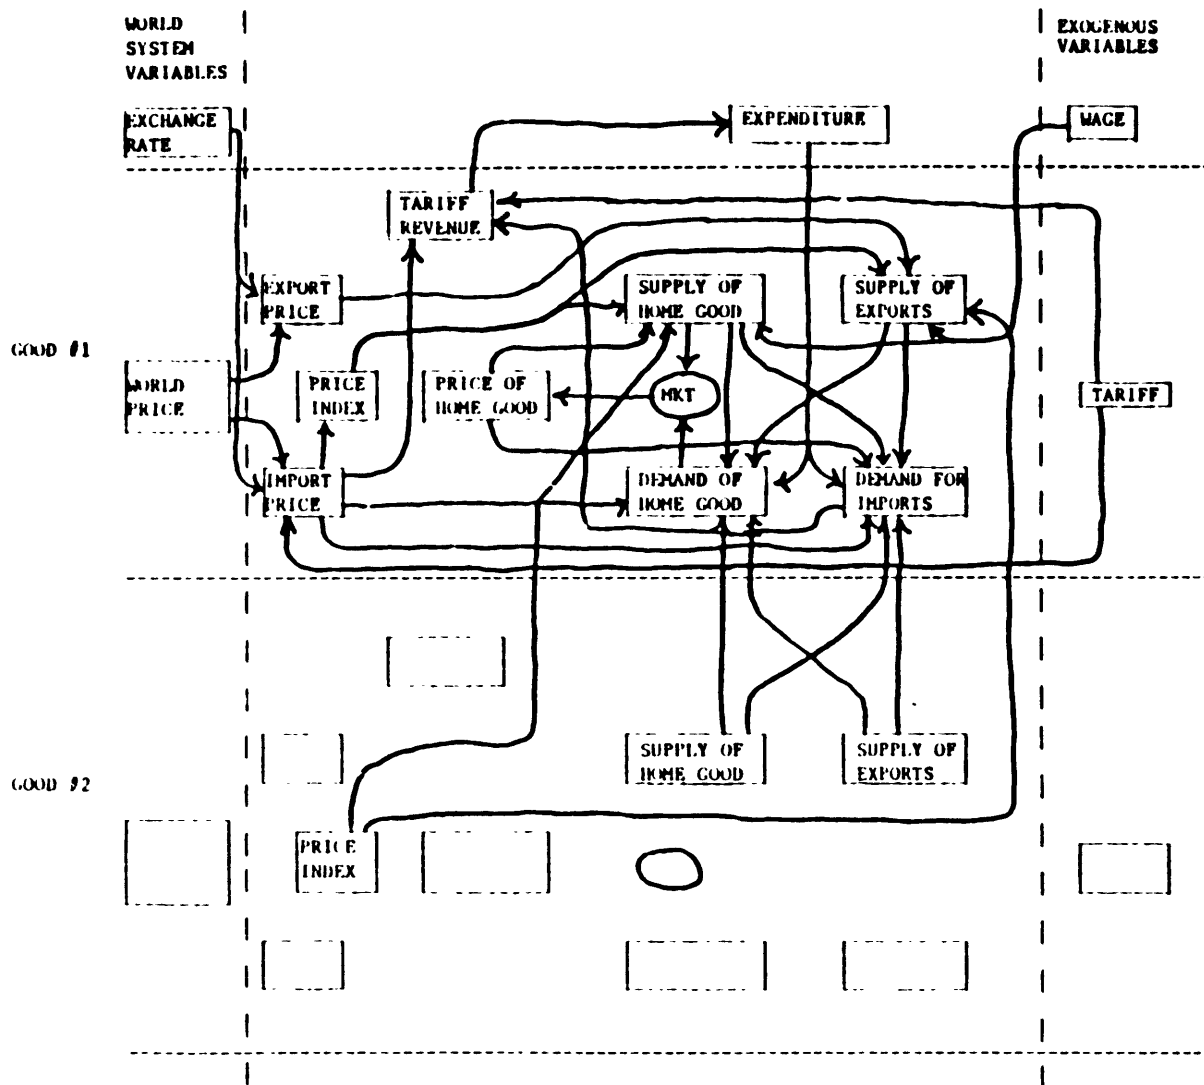 WORLD
SYSTEM
VARIABLES
EXOGENOUS
VARIABLES
EXCHANGE
RATE
EXPENDITURE
WAGE
TARIFF
REVENUE
EXPORT
PRICE
SUPPLY OF
HOME GOOD
SUPPLY OF
EXPORTS
GOOD #1
WORLD
PRICE
PRICE
INDEX
PRICE OF
HOME GOOD
MKT
TARIFF
IMPORT
PRICE
DEMAND OF
HOME GOOD
DEMAND FOR
IMPORTS
SUPPLY OF
HOME GOOD
SUPPLY OF
EXPORTS
GOOD #2
PRICE
INDEX